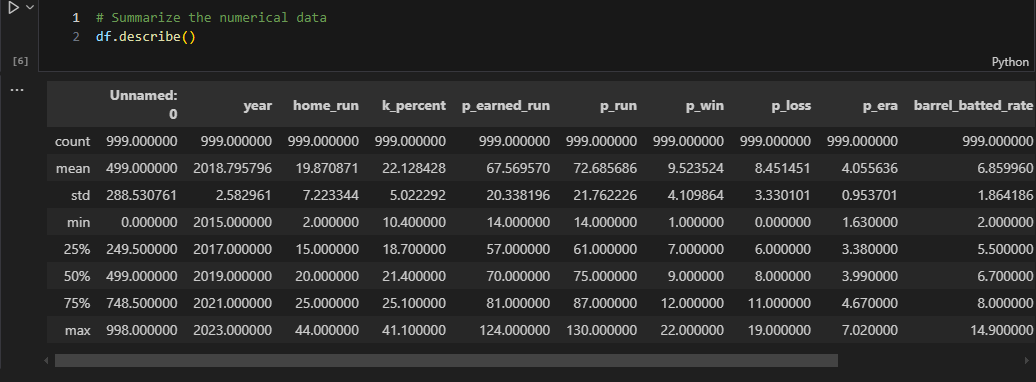 1 # Summarize the numerical data
2 df.describe()
[6]
Python
...
Unnamed: 0 year home_run k_percent p_earned_run p_run p_win p_loss p_era barrel_batted_rate
count 999.000000 999.000000 999.000000 999.000000 999.000000 999.000000 999.000000 999.000000 999.000000 999.000000
mean 499.000000 2018.795796 19.870871 22.128428 67.569570 72.685686 9.523524 8.451451 4.055636 6.859960
std 288.530761 2.582961 7.223344 5.022292 20.338196 21.762226 4.109864 3.330101 0.953701 1.864186
min 0.000000 2015.000000 2.000000 10.400000 14.000000 14.000000 1.000000 0.000000 1.630000 2.000000
25% 249.500000 2017.000000 15.000000 18.700000 57.000000 61.000000 7.000000 6.000000 3.380000 5.500000
50% 499.000000 2019.000000 20.000000 21.400000 70.000000 75.000000 9.000000 8.000000 3.990000 6.700000
75% 748.500000 2021.000000 25.000000 25.100000 81.000000 87.000000 12.000000 11.000000 4.670000 8.000000
max 998.000000 2023.000000 44.000000 41.100000 124.000000 130.000000 22.000000 19.000000 7.020000 14.900000